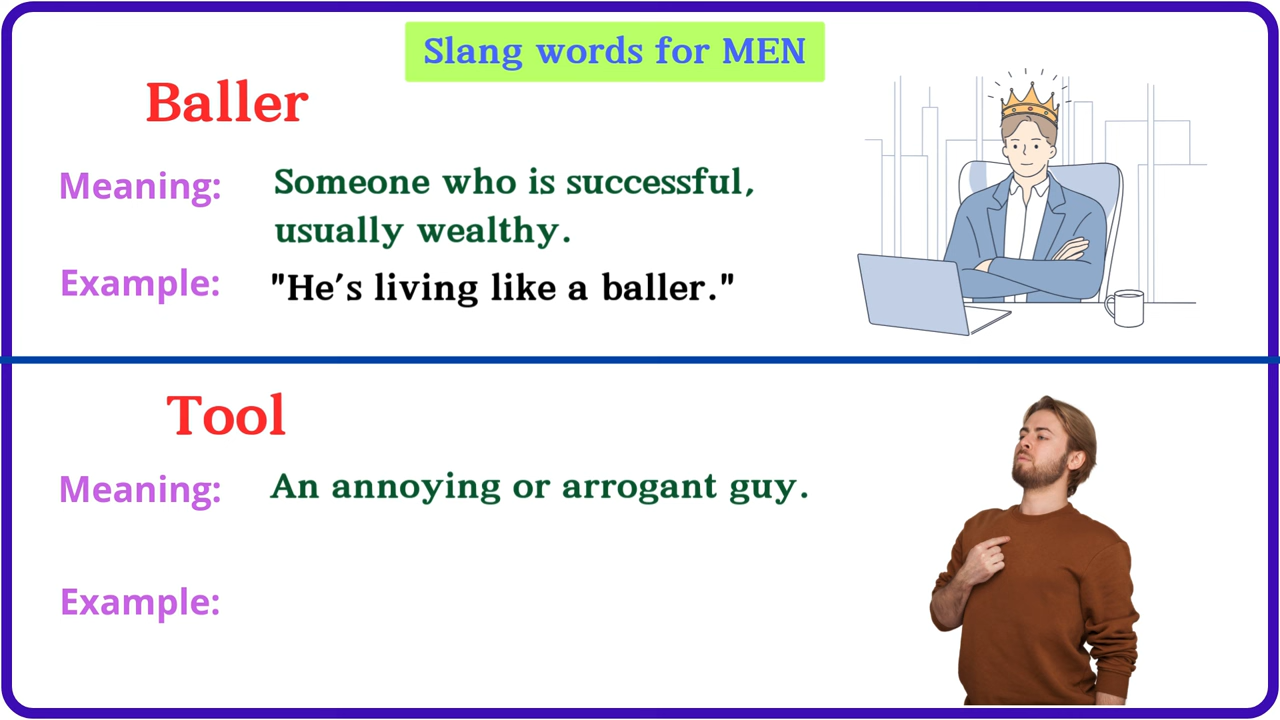 Slang words for MEN
Baller
Meaning: Someone who is successful,
usually wealthy.
Example: "He's living like a baller."
Tool
Meaning: An annoying or arrogant guy.
Example: